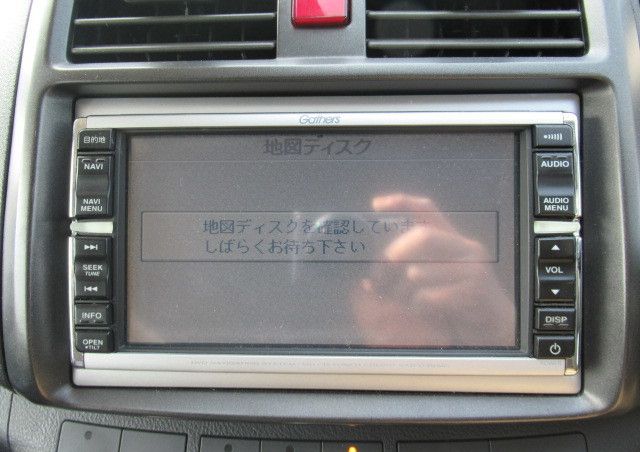 Gathers
地図ディスク
地図ディスクを確認しています
しばらくお待ち下さい
目的地
NAVI
NAVI MENU
SEEK
TUNE
INFO
OPEN
TILT
AUDIO
AUDIO MENU
VOL
DISP